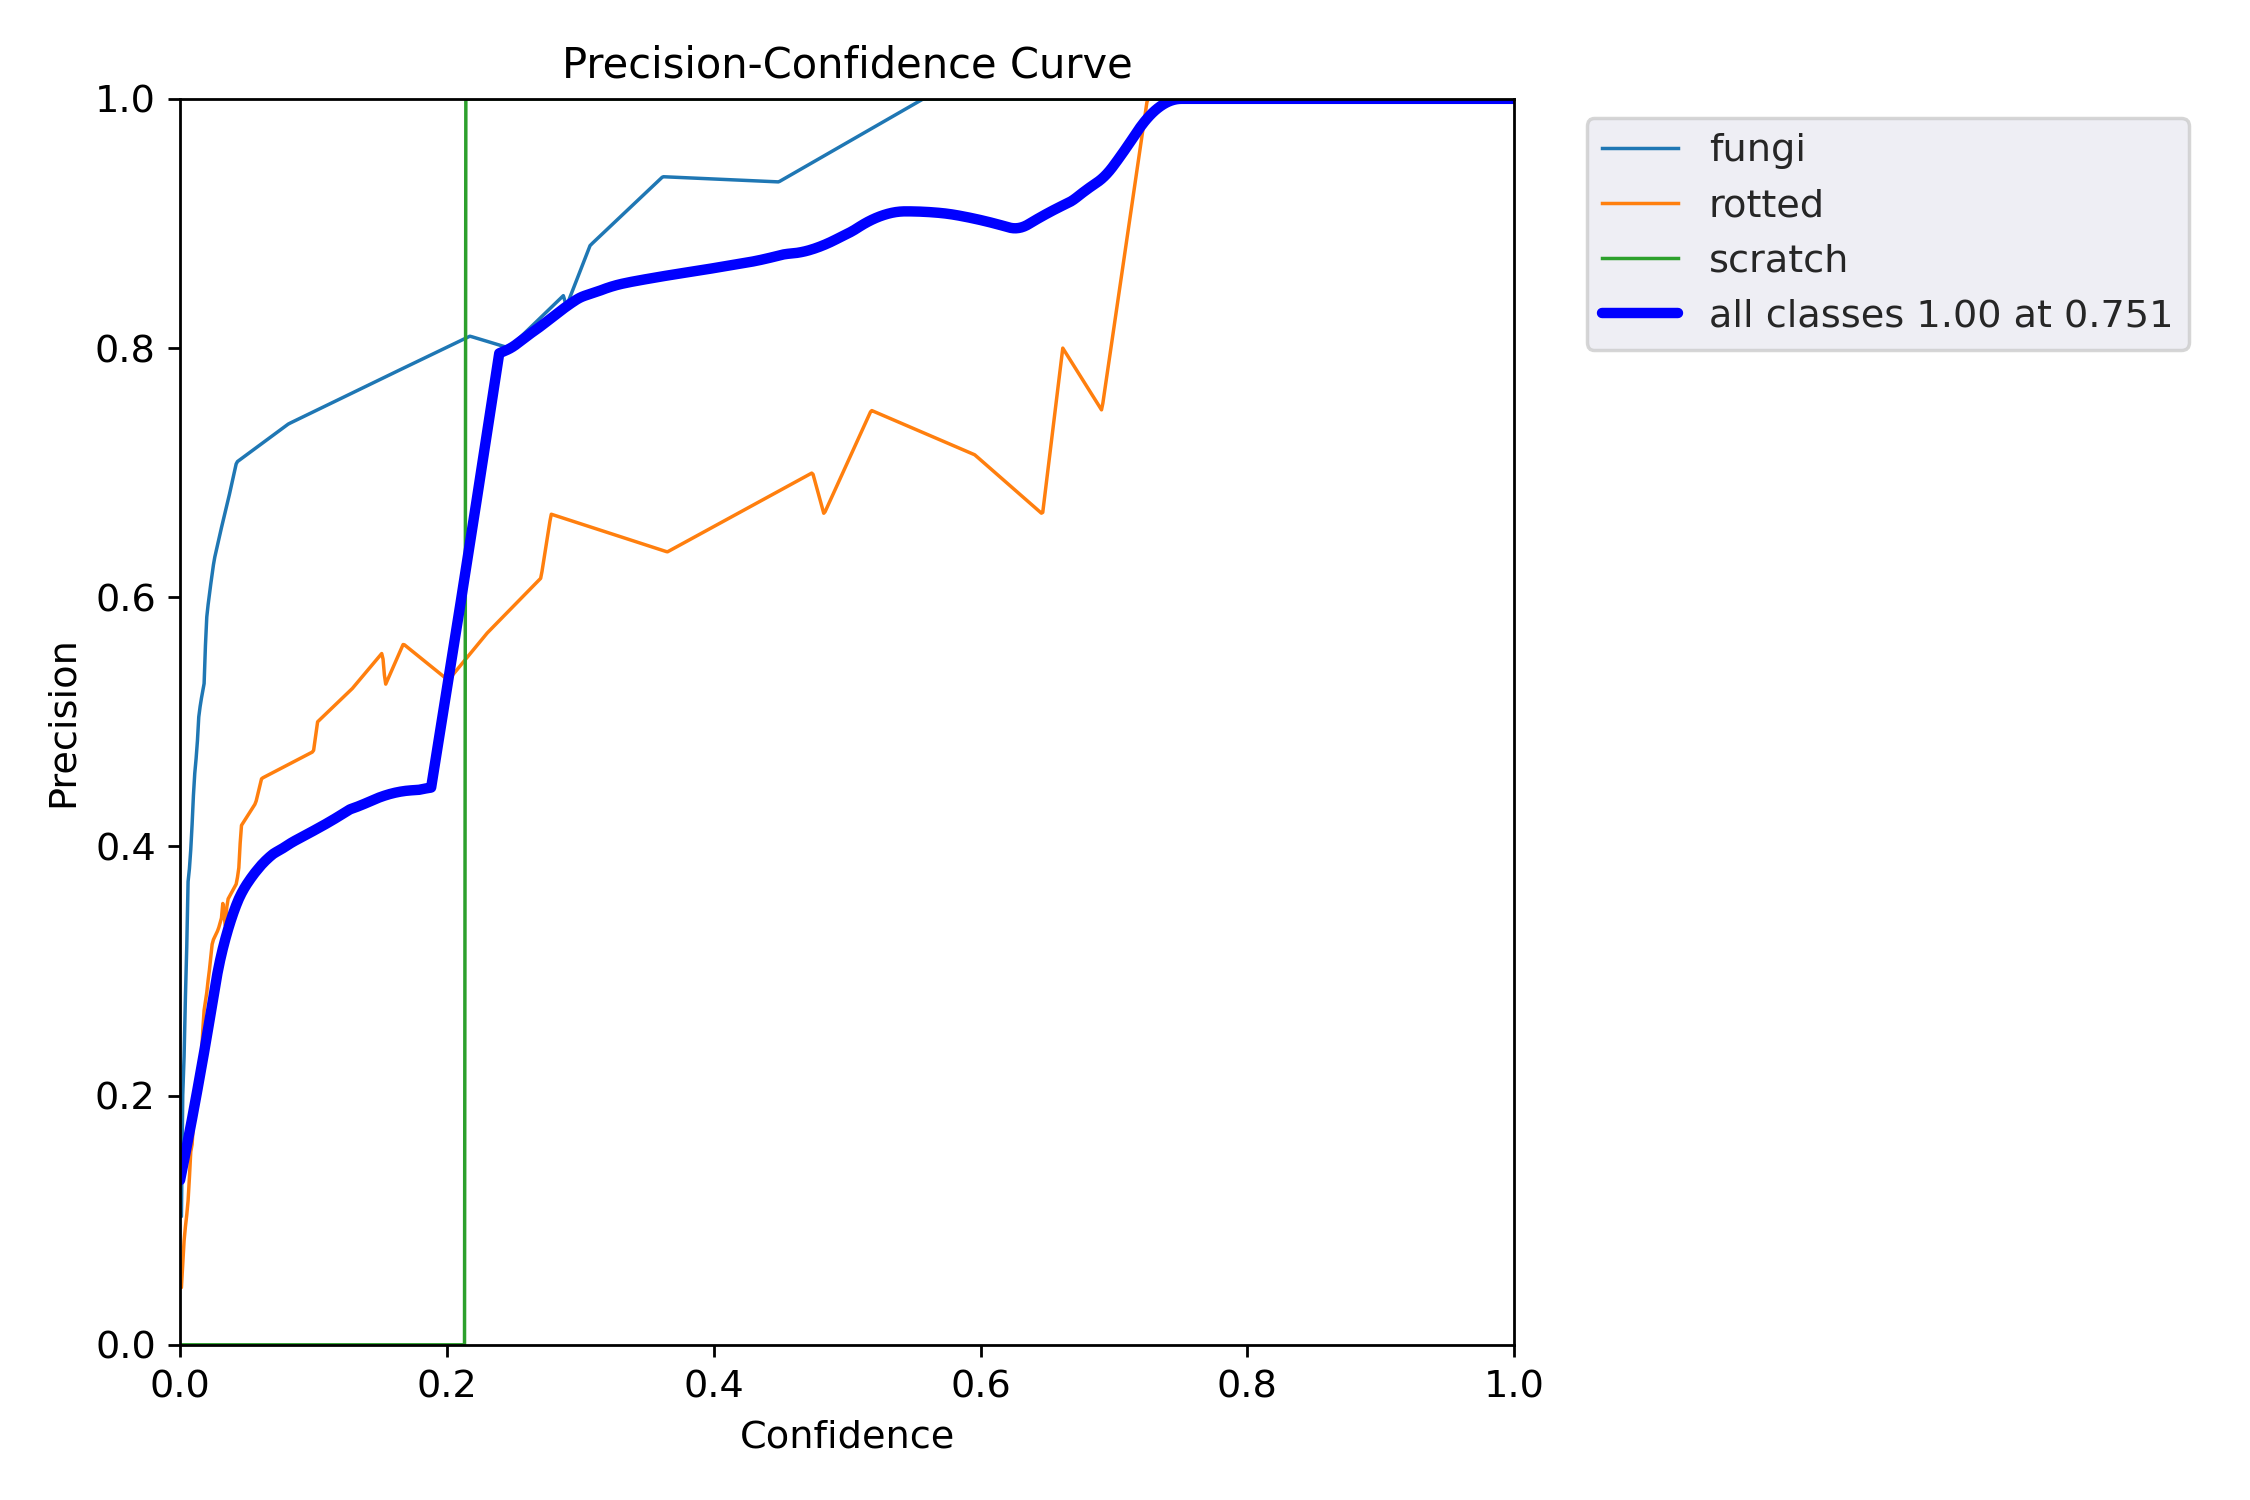 Precision-Confidence Curve
1.0
0.8
0.6
0.4
0.2
0.0
Precision
0.0 0.2 0.4 0.6 0.8 1.0
Confidence
fungi
rotted
scratch
all classes 1.00 at 0.751